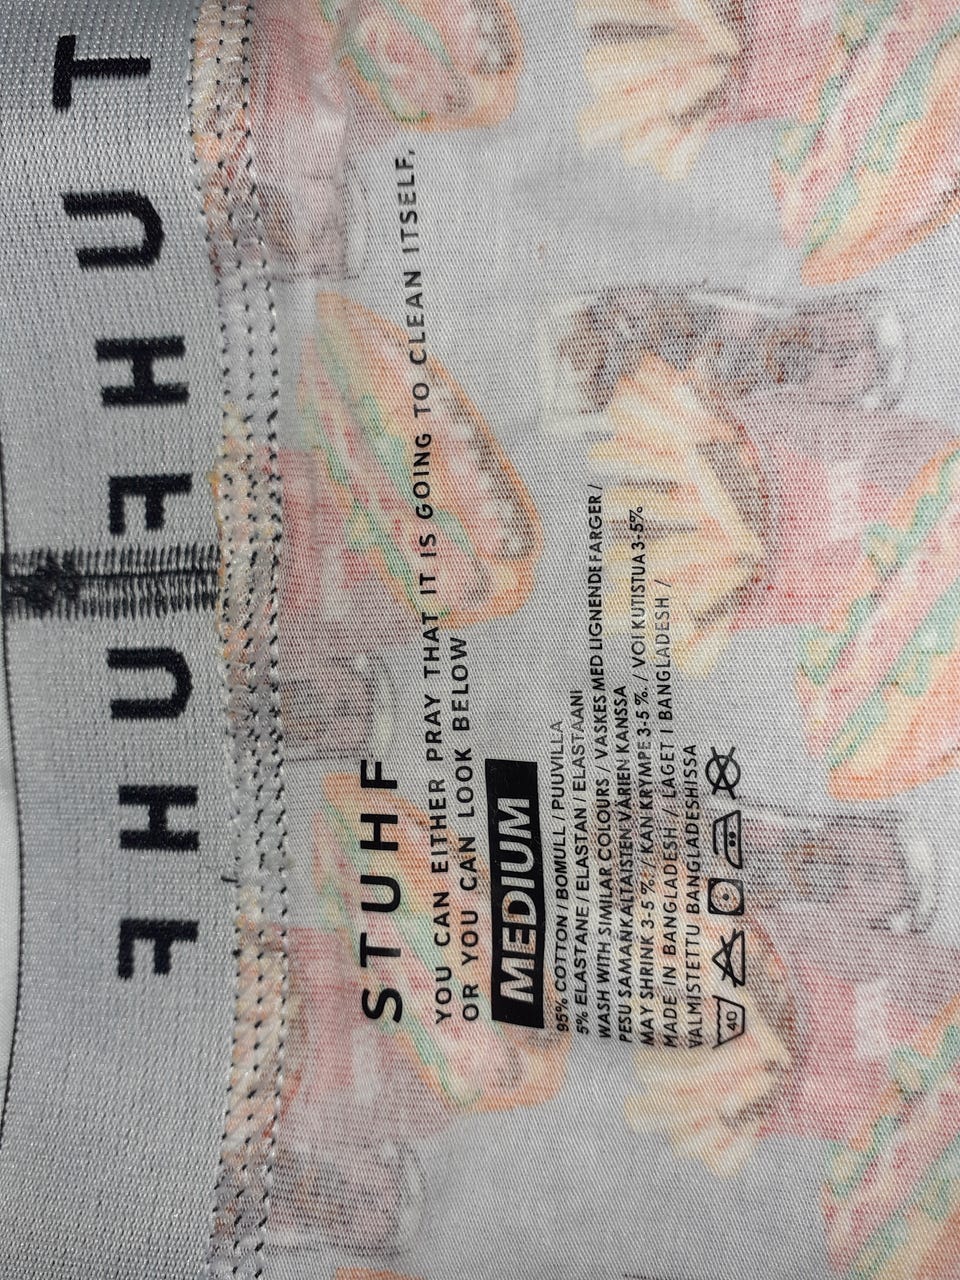 TUHF UHF
STUHF
YOU CAN EITHER PRAY THAT IT IS GOING TO CLEAN ITSELF,
OR YOU CAN LOOK BELOW
MEDIUM
95% COTTON / BOMULL / PUUVILLA
5% ELASTANE / ELASTAN / ELASTAANI
WASH WITH SIMILAR COLOURS / VASKES MED LIGNENDE FARGER /
PESU SAMANKALTAISTEN VÄRIEN KANSSA
MAY SHRINK 3-5 %. / KAN KRYMPE 3-5 %. / VOI KUTISTUA 3-5%
MADE IN BANGLADESH / LAGET I BANGLADESH /
VALMISTETTU BANGLADESHISSA
40